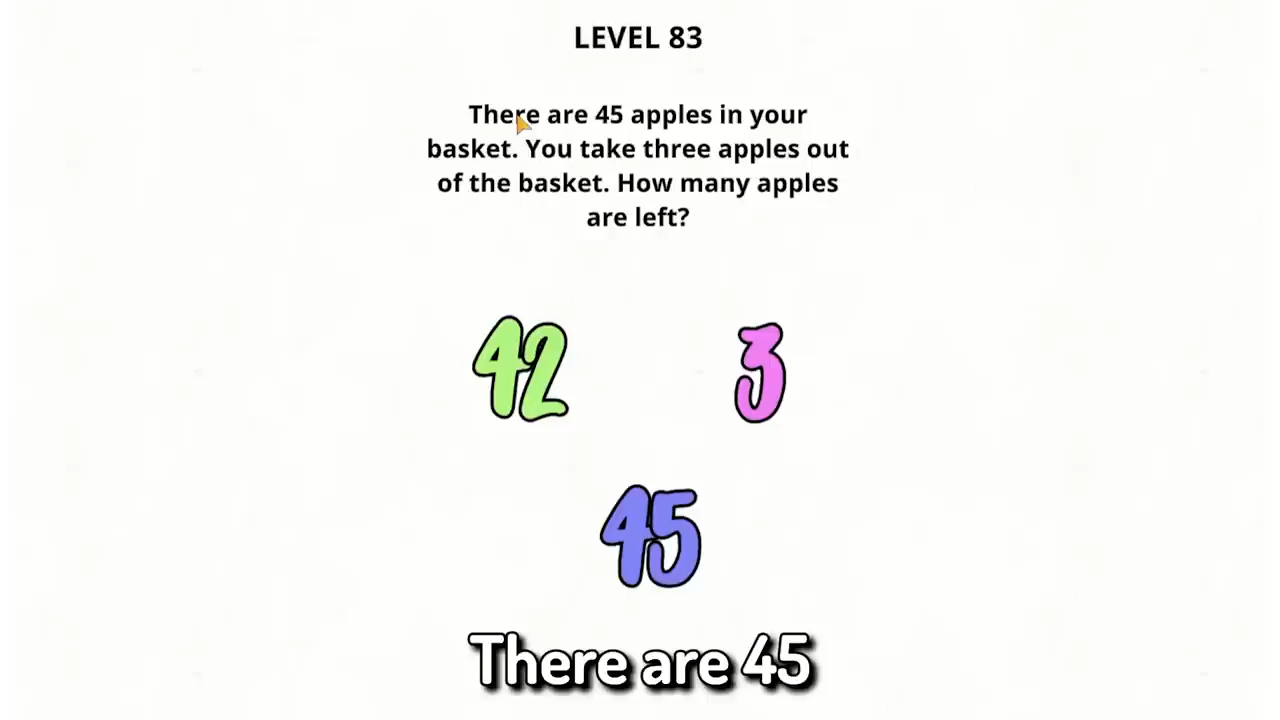 LEVEL 83
There are 45 apples in your
basket. You take three apples out
of the basket. How many apples
are left?
42 3
45
There are 45